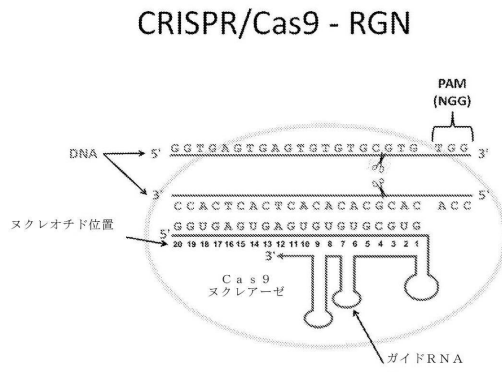 CRISPR/Cas9 - RGN
PAM
(NGG)
DNA
5' GGTGAGTGAGTGTGTGCGTG TGG 3'
3' 5'
CCACTCACTCACACACGCAC ACC
ヌクレオチド位置
5' GGUGAGUGAGUGUGUGCGUG
20 19 18 17 16 15 14 13 12 11 10 9 8 7 6 5 4 3 2 1
3'
Cas9
ヌクレアーゼ
ガイドRNA